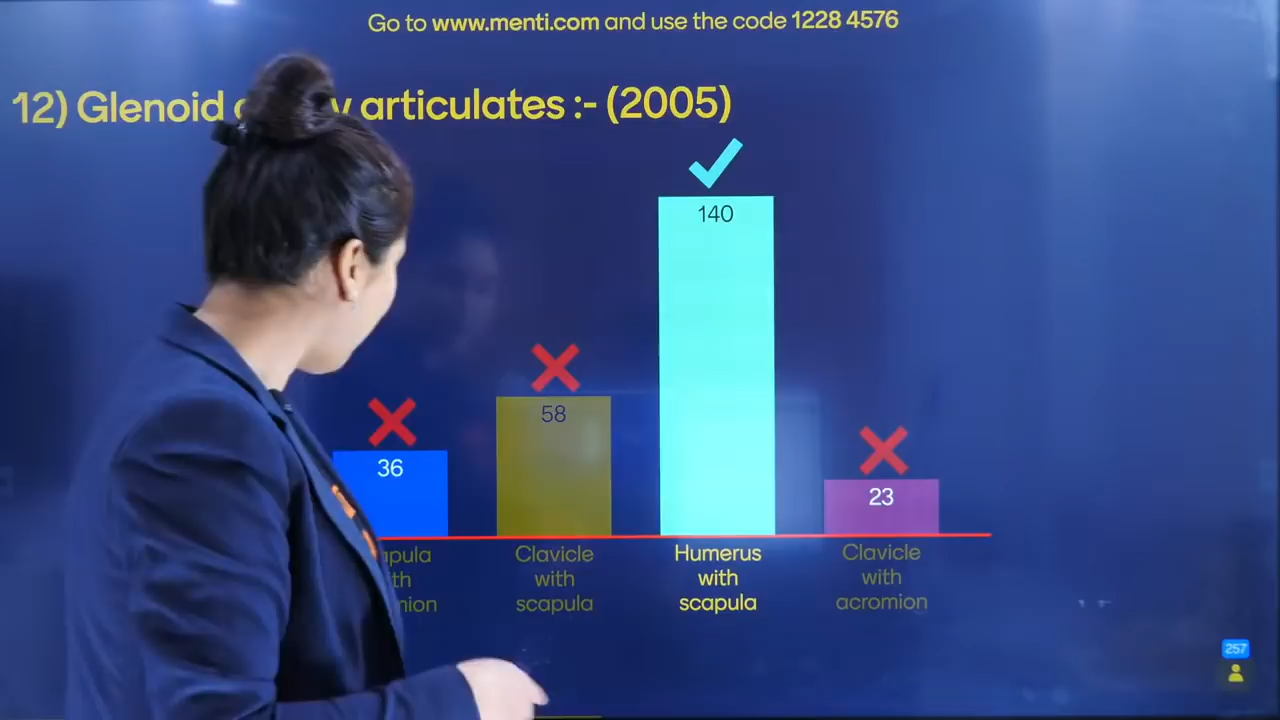 Go to www.menti.com and use the code 1228 4576
12) Glenoid articulates :- (2005)
140
58
36
23
with
Clavicle
with
scapula
Humerus
with
scapula
Clavicle
with
acromion
257